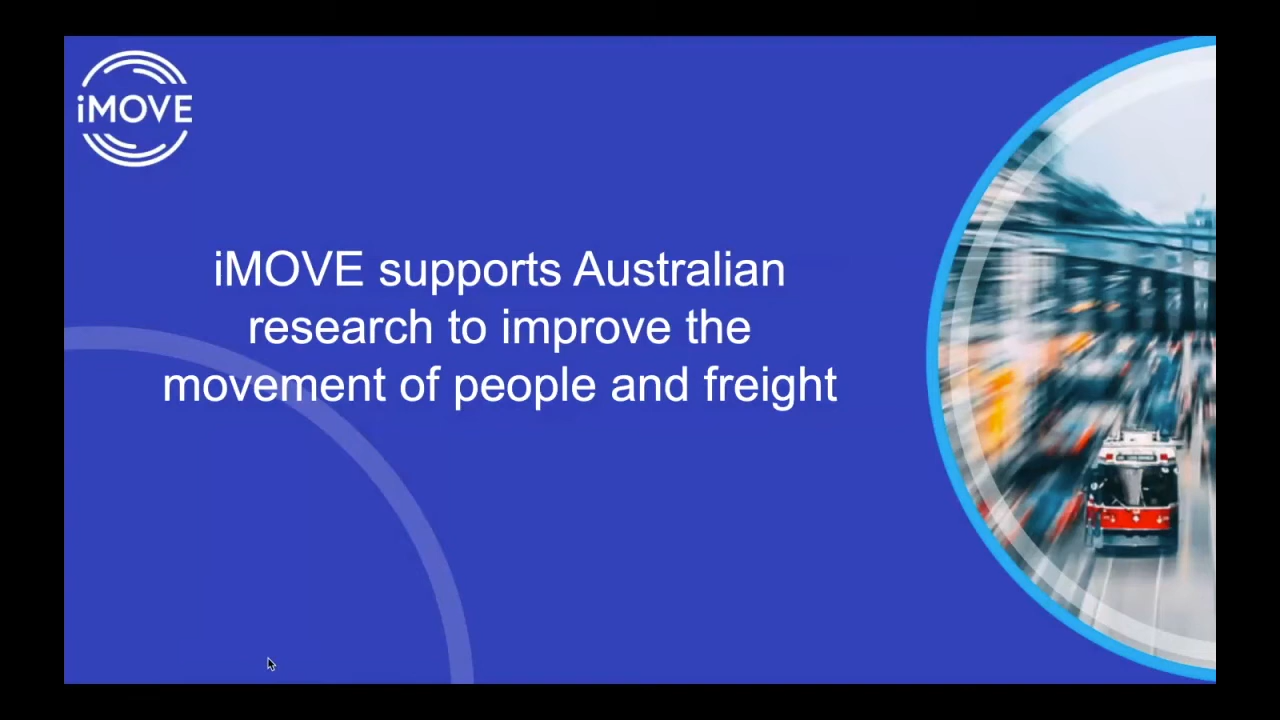 iMOVE
iMOVE supports Australian
research to improve the
movement of people and freight